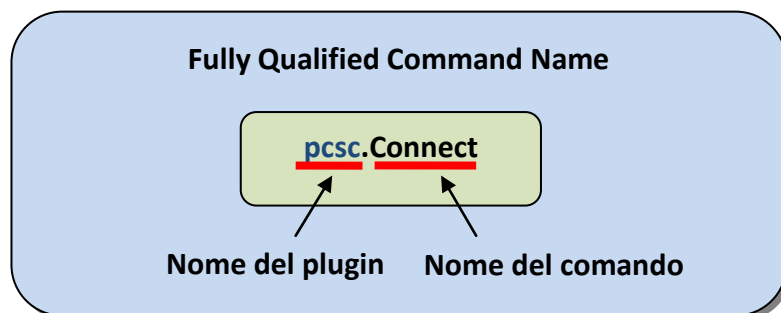 Fully Qualified Command Name
pcsc.Connect
Nome del plugin Nome del comando